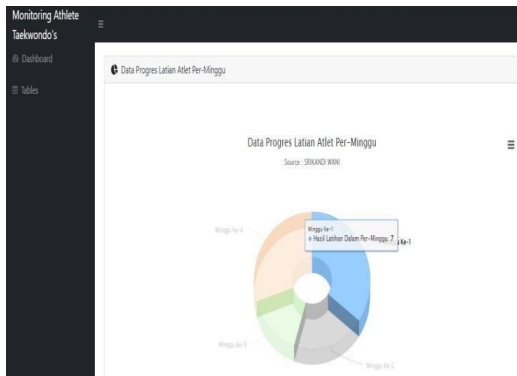 Monitoring Athlete
Taekwondo's
Dashboard
Tables
Data Progres Latian Atlet Per-Minggu
Data Progres Latian Atlet Per-Minggu
Source : SRIKANDI WANI
Minggu Ke-4
Minggu Ke-1
Hasil Latihan Dalam Per-Minggu: 7
Ke-1
Minggu Ke-3
Minggu Ke-2